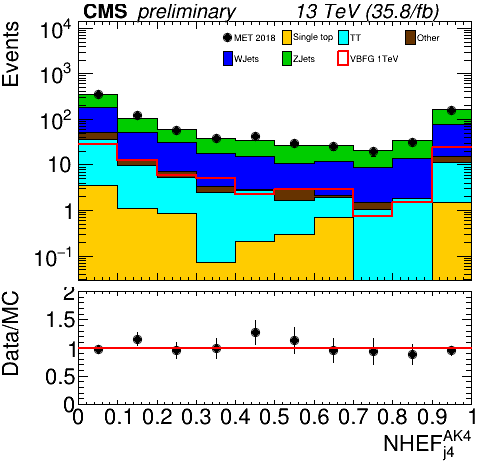 CMS preliminary 13 TeV (35.8/fb)
MET 2018 Single top TT Other
WJets ZJets VBFG 1TeV
Events
10⁴
10³
10²
10
1
10⁻¹
Data/MC
2
1.5
1
0.5
0
0 0.1 0.2 0.3 0.4 0.5 0.6 0.7 0.8 0.9 1
NHEF_{j4}^{AK4}